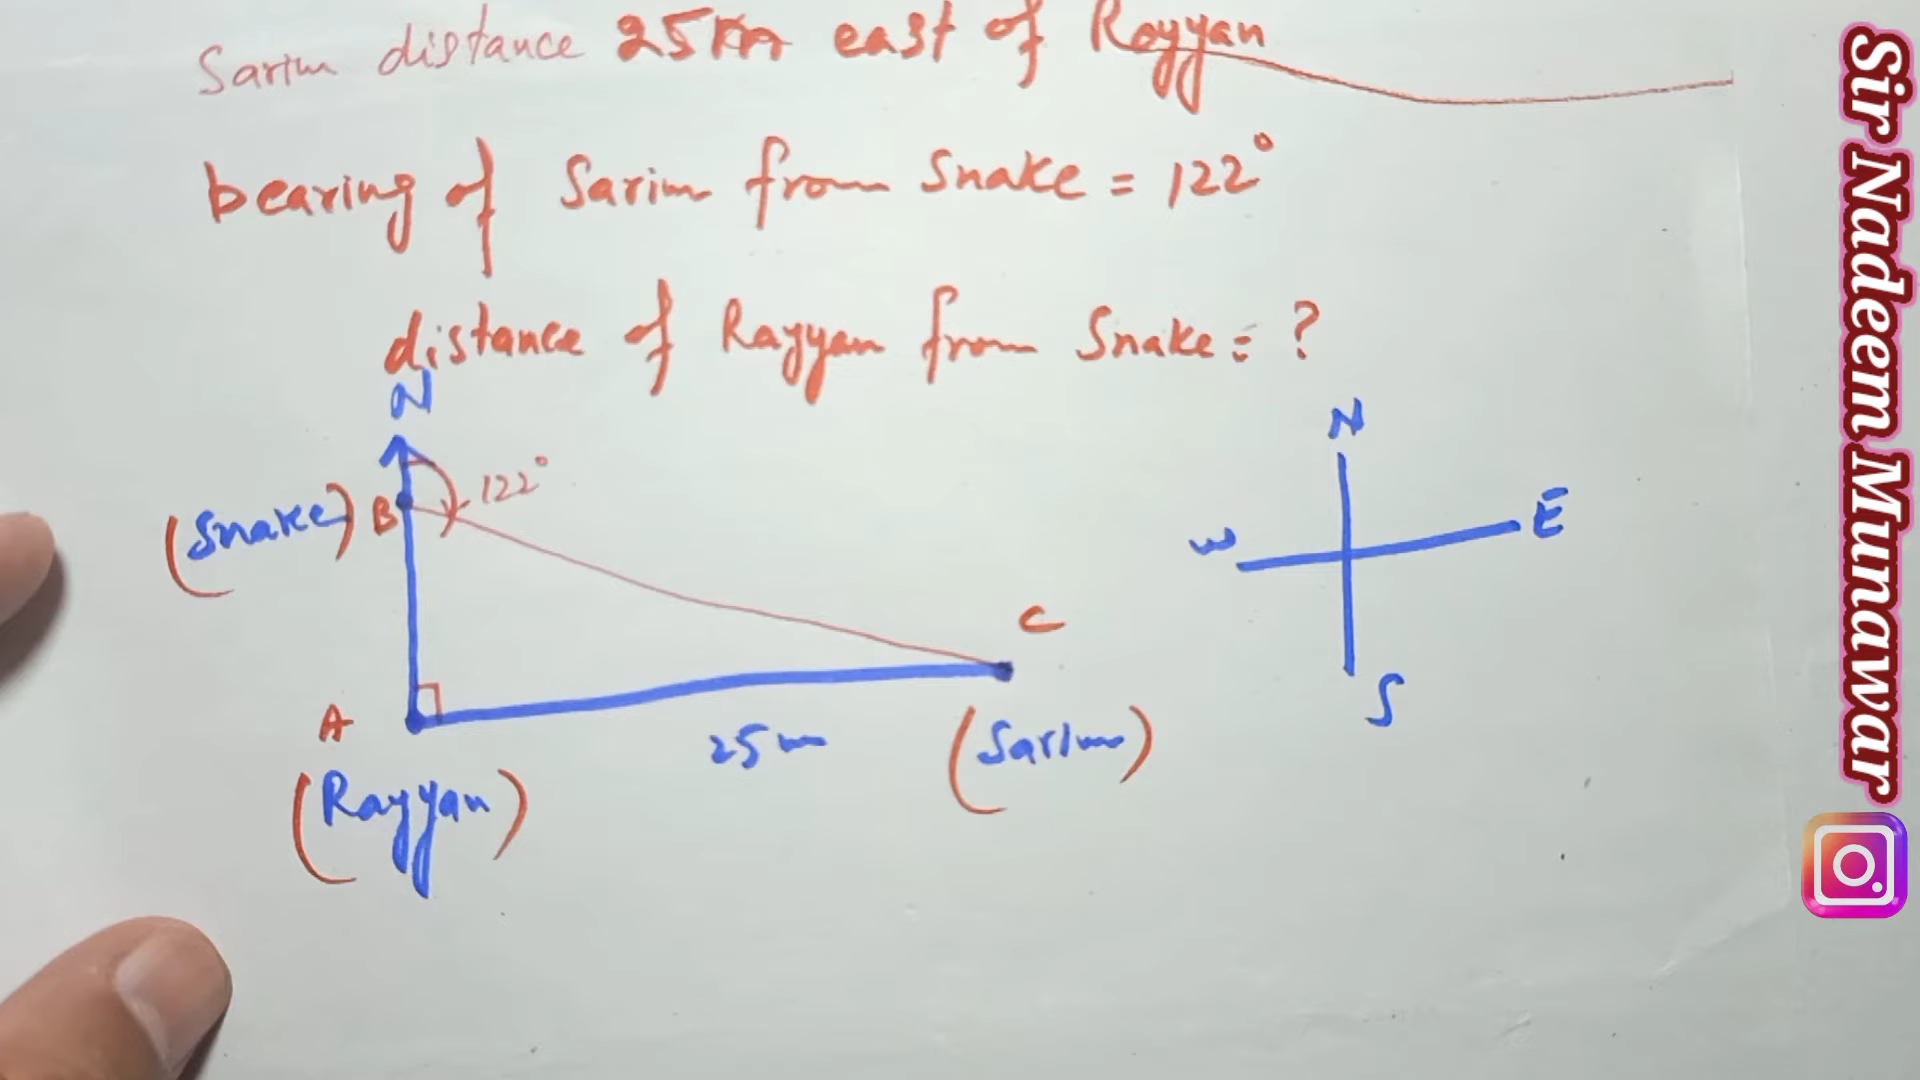 Sarim distance 25Km east of Rayyan
bearing of Sarim from Snake = 122°
distance of Rayyan from Snake = ?
N
122°
(Snake) B
C
A
25 m
(Sarim)
(Rayyan)
N
W
E
S
Sir Nadeem Munawar